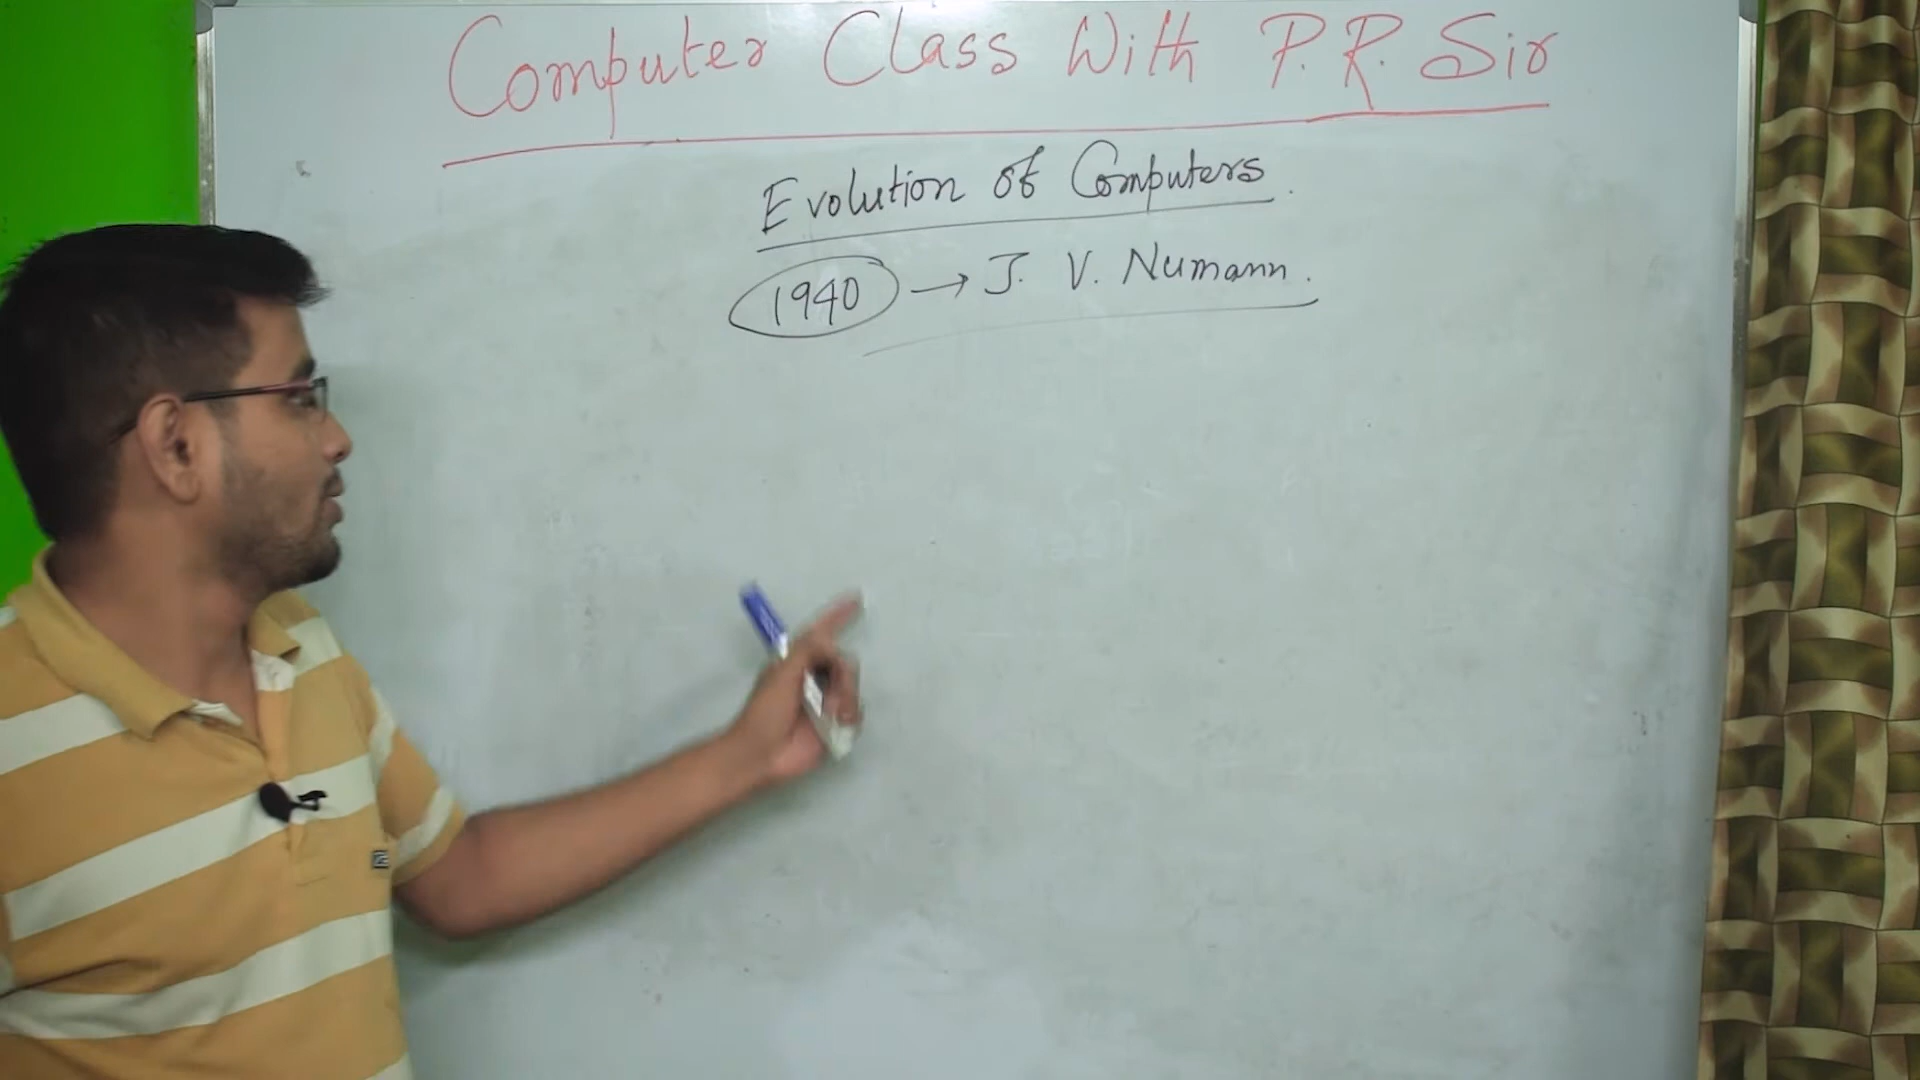 Computer Class With P.R. Sir
Evolution of Computers.
1940 → J. V. Numann.